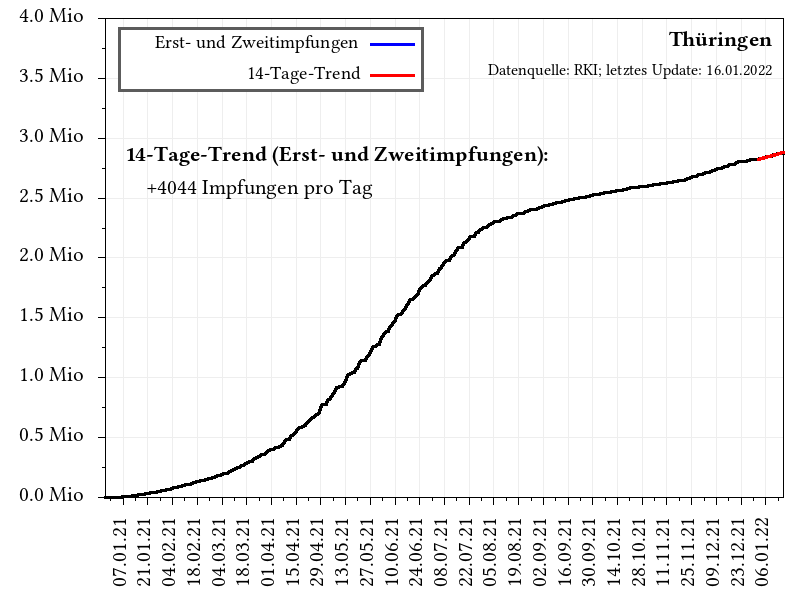 4.0 Mio
3.5 Mio
3.0 Mio
2.5 Mio
2.0 Mio
1.5 Mio
1.0 Mio
0.5 Mio
0.0 Mio
Erst- und Zweitimpfungen
14-Tage-Trend
Thüringen
Datenquelle: RKI; letztes Update: 16.01.2022
14-Tage-Trend (Erst- und Zweitimpfungen):
+4044 Impfungen pro Tag
07.01.21
21.01.21
04.02.21
18.02.21
04.03.21
18.03.21
01.04.21
15.04.21
29.04.21
13.05.21
27.05.21
10.06.21
24.06.21
08.07.21
22.07.21
05.08.21
19.08.21
02.09.21
16.09.21
30.09.21
14.10.21
28.10.21
11.11.21
25.11.21
09.12.21
23.12.21
06.01.22